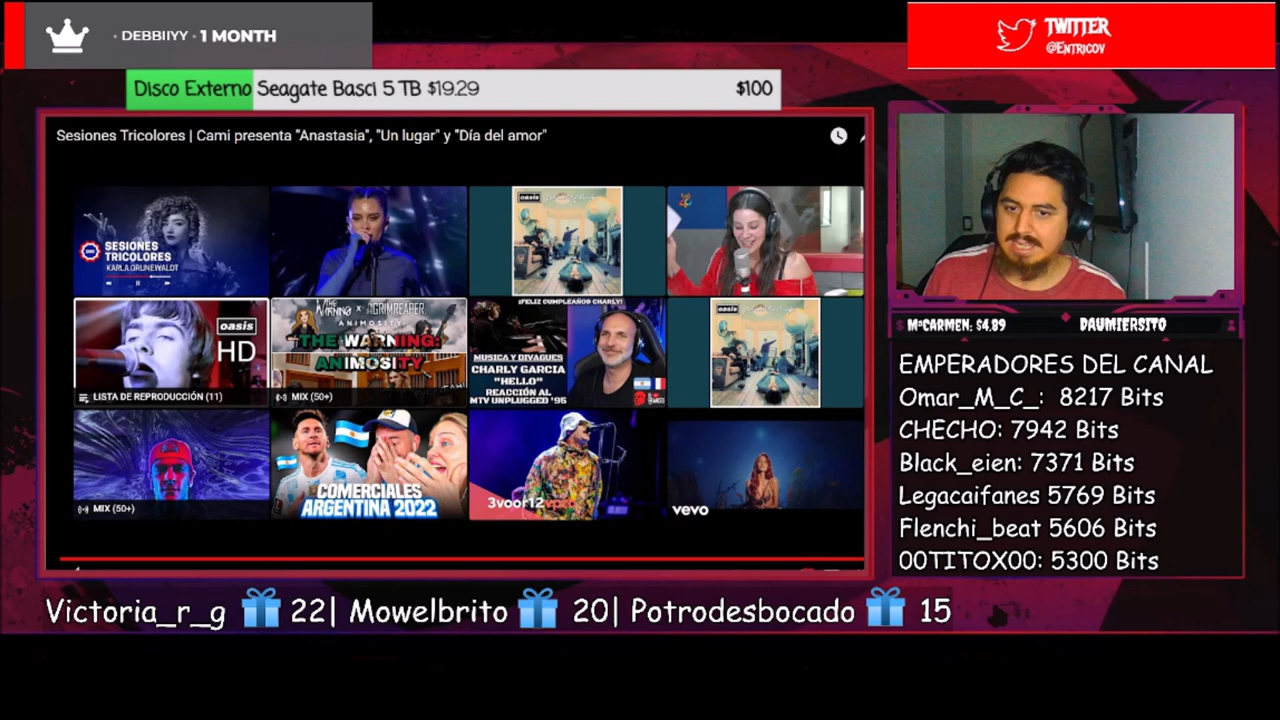 · DEBBIIYY · 1 MONTH
TWITTER
@ENTRICOV
Disco Externo Seagate Basci 5 TB $19.29
$100
Sesiones Tricolores | Cami presenta "Anastasia", "Un lugar" y "Día del amor"
SESIONES
TRICOLORES
KARLA GRUNEWALDT
oasis
oasis
HD
LISTA DE REPRODUCCIÓN (11)
THE WARNING X GRIMREAPER
ANIMOSITY
THE WARNING:
ANIMOSITY
MIX (50+)
¡FELIZ CUMPLEAÑOS CHARLY!
MUSICA Y DIVAGUES
CHARLY GARCIA
"HELLO"
REACCIÓN AL
MTV UNPLUGGED '95
oasis
MIX (50+)
COMERCIALES
ARGENTINA 2022
3voor12vpro
vevo
MªCARMEN: $4.89
DAUMIERSITO
EMPERADORES DEL CANAL
Omar_M_C_: 8217 Bits
CHECHO: 7942 Bits
Black_eien: 7371 Bits
Legacaifanes 5769 Bits
Flenchi_beat 5606 Bits
00TITOX00: 5300 Bits
Victoria_r_g 22| Mowelbrito 20| Potrodesbocado 15